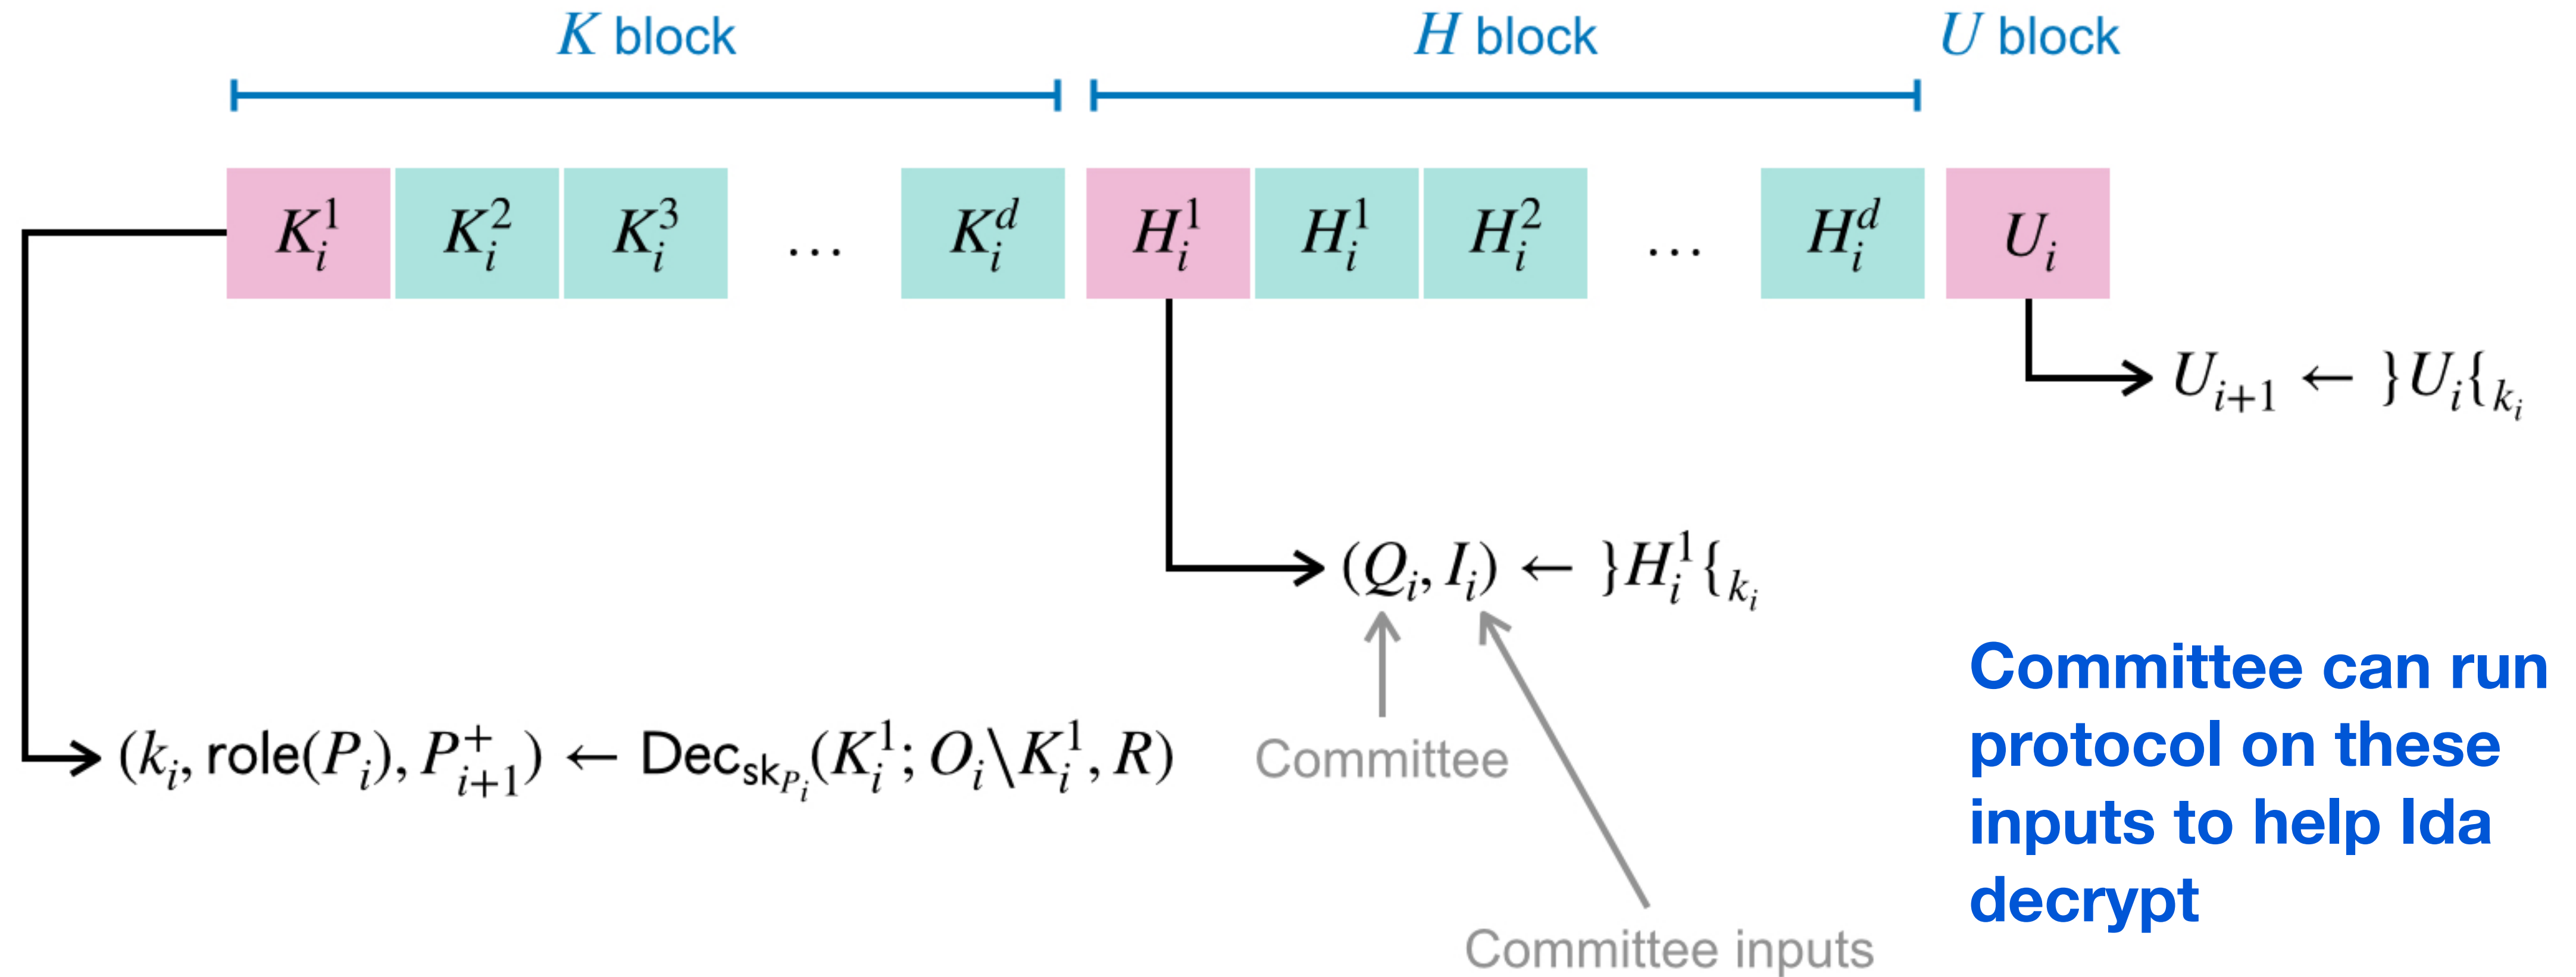 K block H block U block
K_i^1 K_i^2 K_i^3 … K_i^d H_i^1 H_i^1 H_i^2 … H_i^d U_i
U_{i+1} ← }U_i{_{k_i}
(Q_i, I_i) ← }H_i^1{_{k_i}
Committee can run
protocol on these
inputs to help Ida
decrypt
(k_i, role(P_i), P_{i+1}^+) ← Dec_{sk_{P_i}}(K_i^1; O_i\K_i^1, R)
Committee
Committee inputs